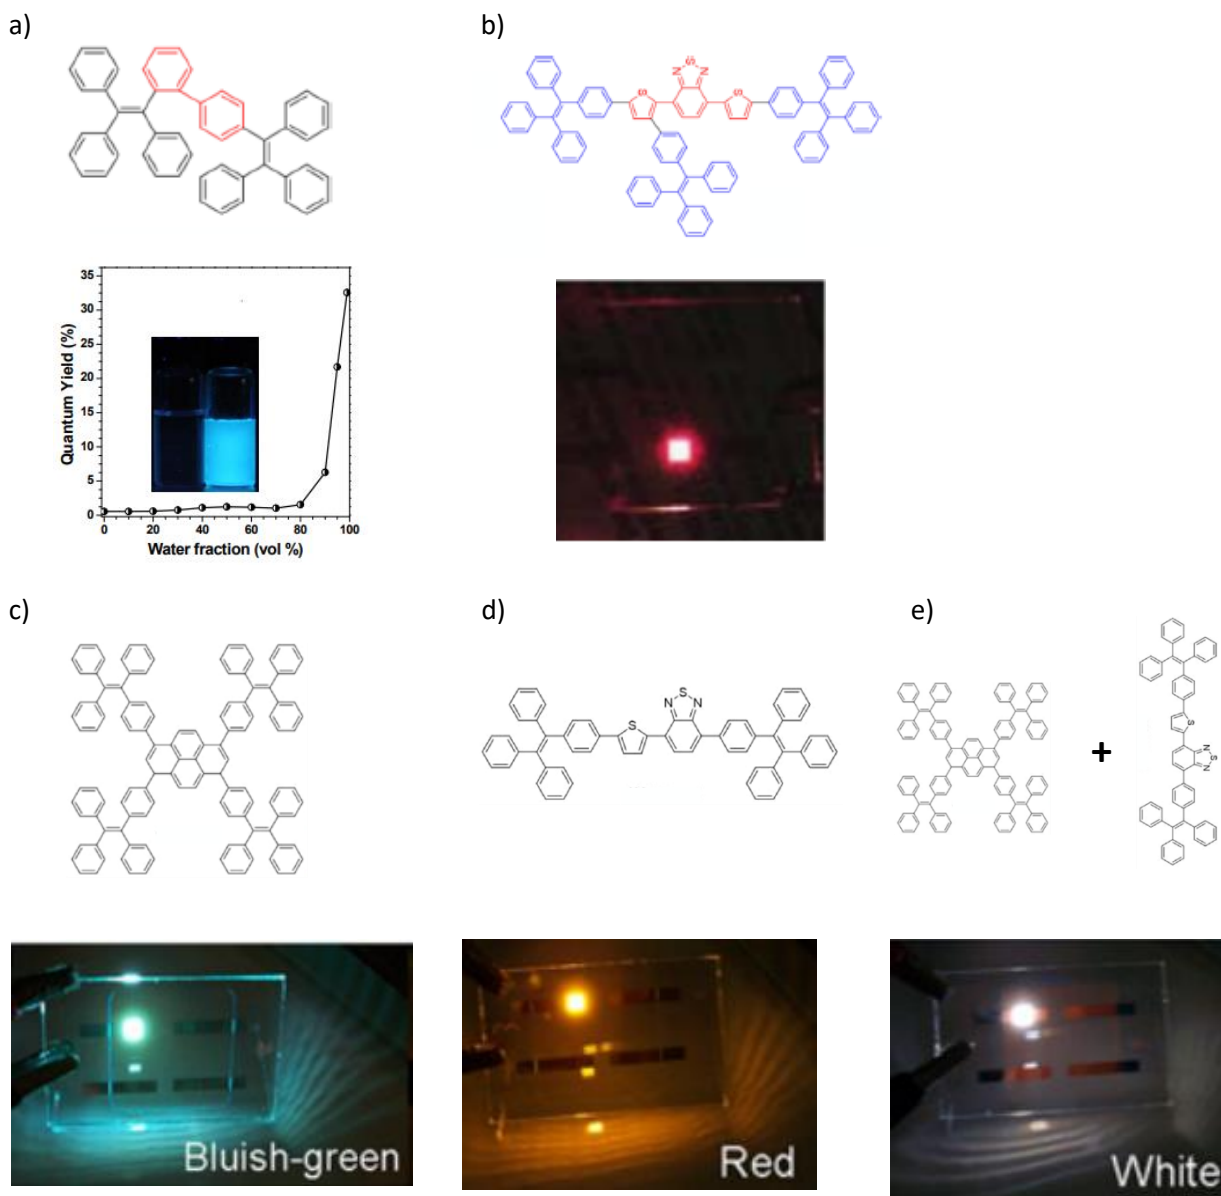 a)
b)
S
N N
S
S
35
30
25
20
15
10
5
0
Quantum Yield (%)
0 20 40 60 80 100
Water fraction (vol %)
c)
d)
e)
S
N N
S
+
S
N
S
N
Bluish-green
Red
White